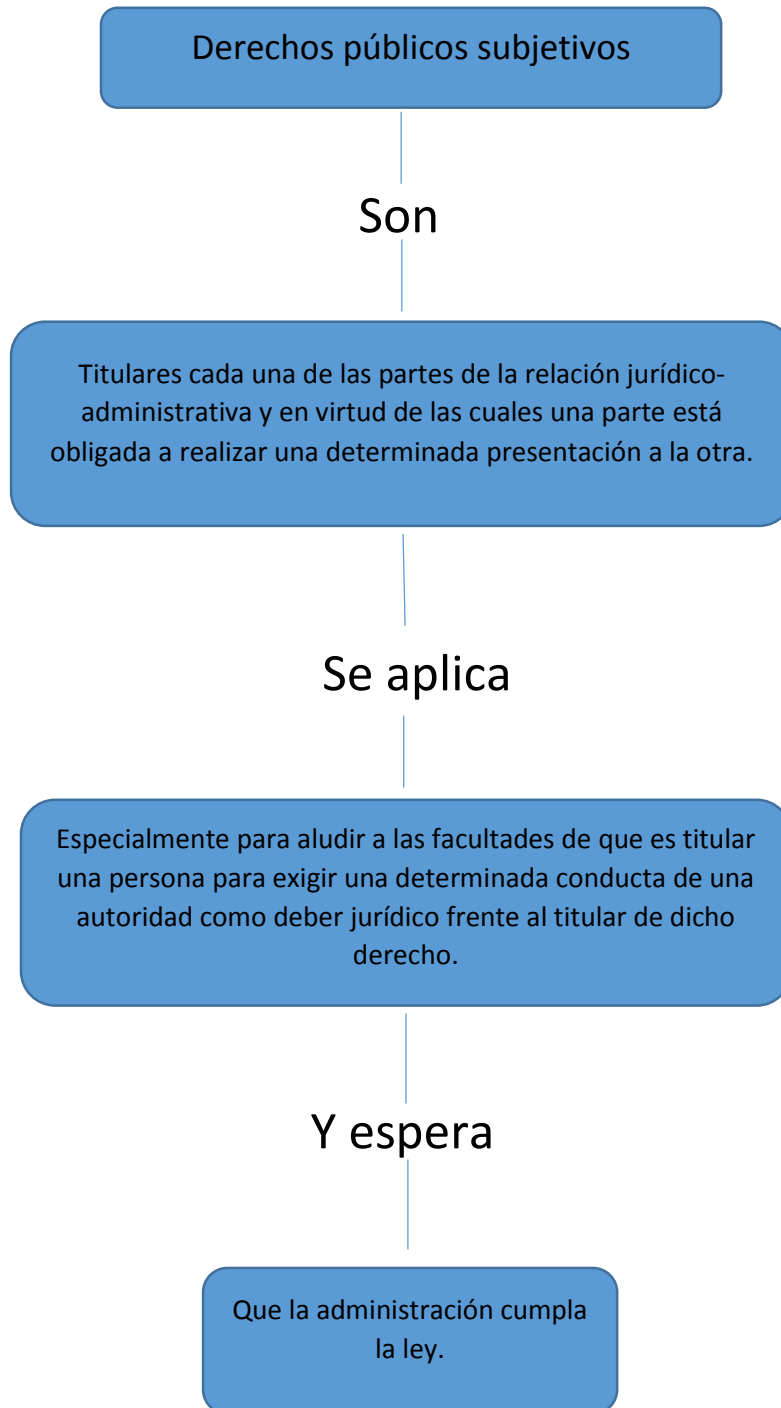 Derechos públicos subjetivos
Son
Titulares cada una de las partes de la relación jurídico-
administrativa y en virtud de las cuales una parte está
obligada a realizar una determinada presentación a la otra.
Se aplica
Especialmente para aludir a las facultades de que es titular
una persona para exigir una determinada conducta de una
autoridad como deber jurídico frente al titular de dicho
derecho.
Y espera
Que la administración cumpla
la ley.